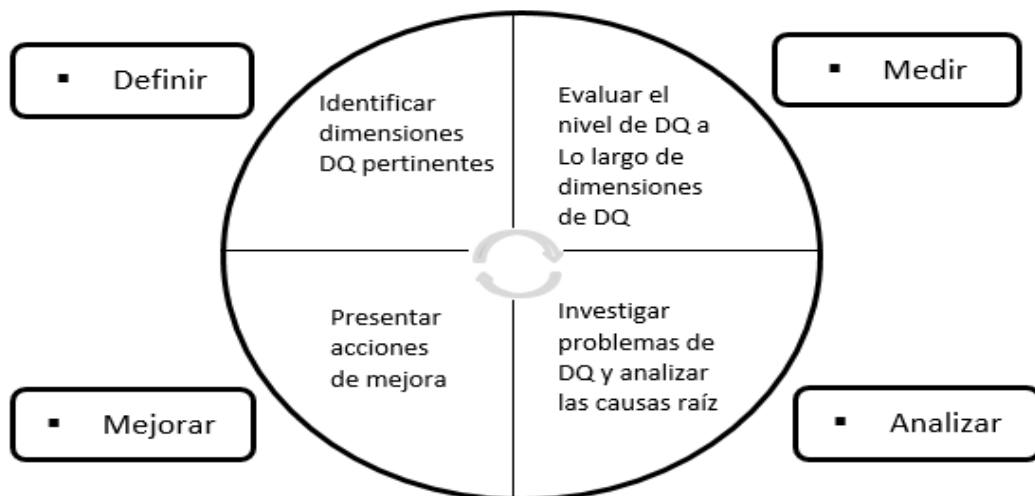 ▪ Definir
Identificar
dimensiones
DQ pertinentes
Evaluar el
nivel de DQ a
Lo largo de
dimensiones
de DQ
▪ Medir
Presentar
acciones
de mejora
▪ Mejorar
Investigar
problemas de
DQ y analizar
las causas raíz
▪ Analizar